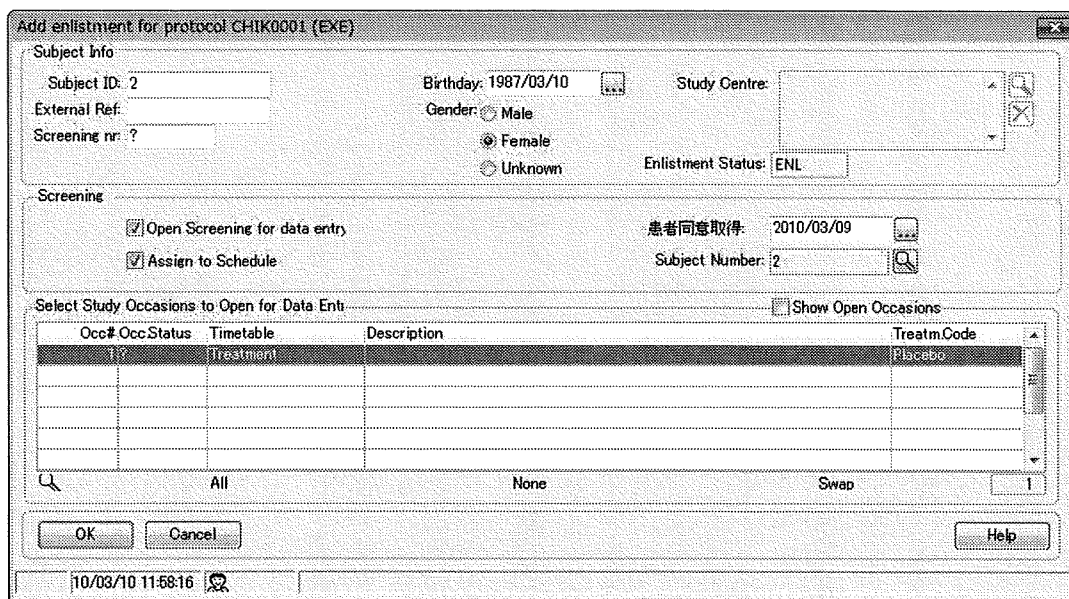 Add enlistment for protocol CHIK0001 (EXE)
Subject Info
Subject ID: 2
Birthday: 1987/03/10 ...
Study Centre:
External Ref:
Gender: Male
Screening nr: ?
Female
Unknown
Enlistment Status: ENL
Screening
Open Screening for data entry
患者同意取得: 2010/03/09 ...
Assign to Schedule
Subject Number: 2
Select Study Occasions to Open for Data Entr
Show Open Occasions
Occ# Occ.Status Timetable Description Treatm.Code
1 ? Treatment Placebo
All None Swap 1
OK Cancel Help
10/03/10 11:58:16